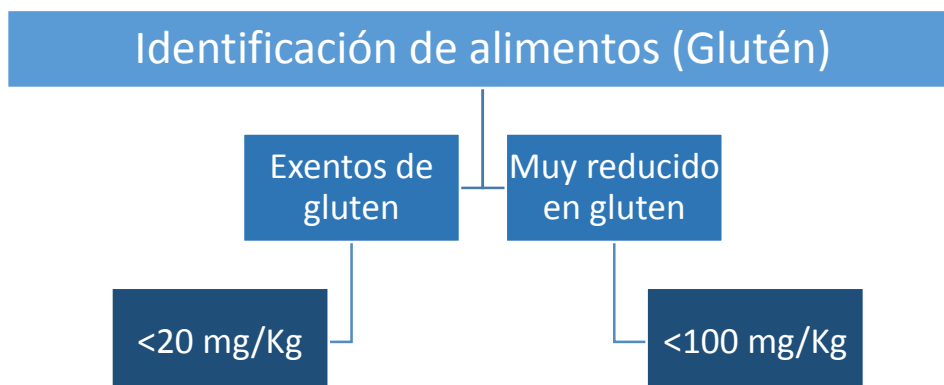 Identificación de alimentos (Glutén)
Exentos de
gluten
Muy reducido
en gluten
<20 mg/Kg
<100 mg/Kg